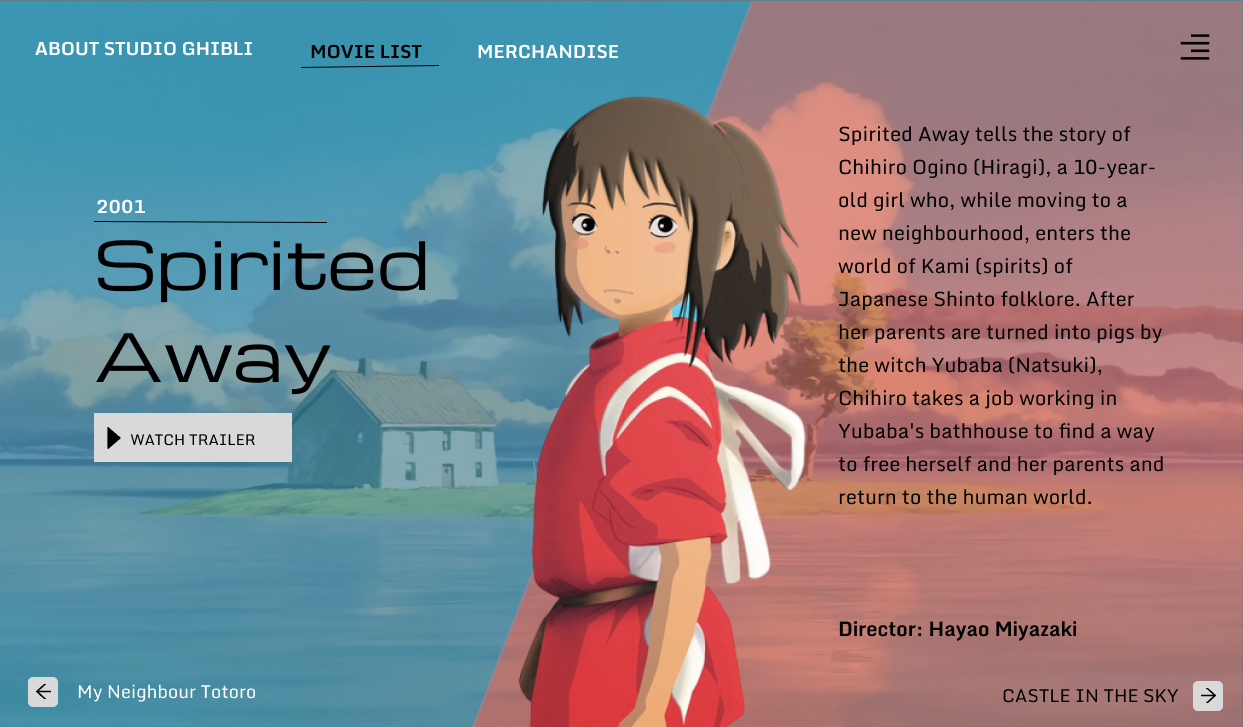 ABOUT STUDIO GHIBLI
MOVIE LIST
MERCHANDISE
2001
Spirited
Away
WATCH TRAILER
Spirited Away tells the story of
Chihiro Ogino (Hiragi), a 10-year-
old girl who, while moving to a
new neighbourhood, enters the
world of Kami (spirits) of
Japanese Shinto folklore. After
her parents are turned into pigs by
the witch Yubaba (Natsuki),
Chihiro takes a job working in
Yubaba's bathhouse to find a way
to free herself and her parents and
return to the human world.
Director: Hayao Miyazaki
My Neighbour Totoro
CASTLE IN THE SKY